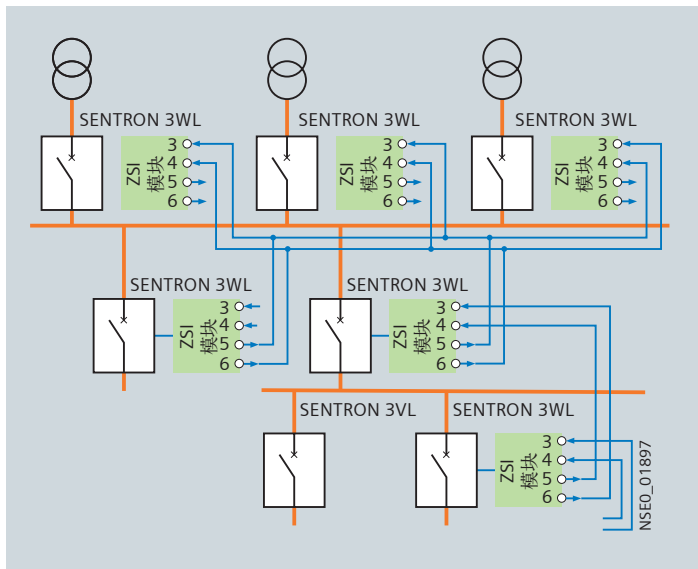 SENTRON 3WL
SENTRON 3WL
SENTRON 3WL
ZSI
模块
3
4
5
6
ZSI
模块
3
4
5
6
ZSI
模块
3
4
5
6
SENTRON 3WL
SENTRON 3WL
ZSI
模块
3
4
5
6
ZSI
模块
3
4
5
6
SENTRON 3VL
SENTRON 3WL
ZSI
模块
3
4
5
6
NSE0_01897